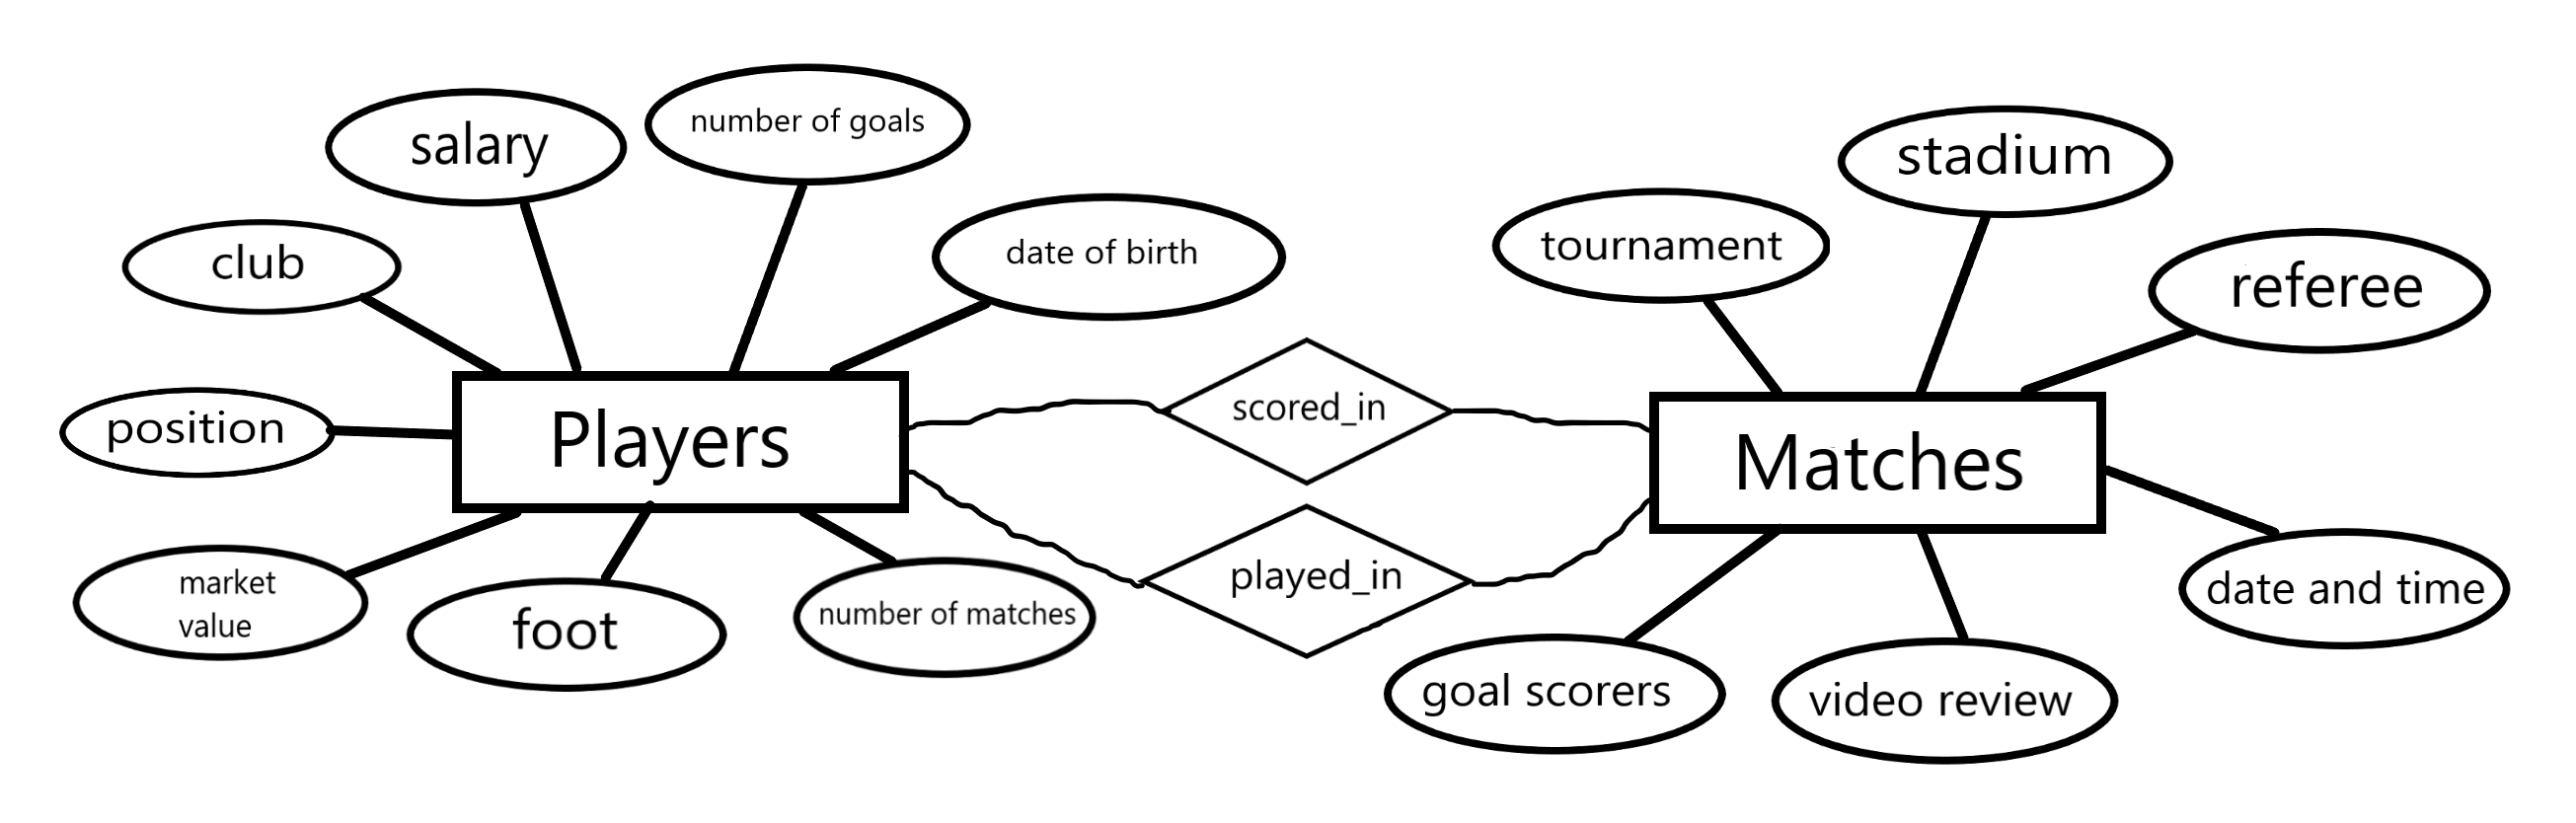 number of goals
salary
stadium
tournament
date of birth
club
referee
scored_in
position
Players
Matches
played_in
market
value
date and time
number of matches
foot
goal scorers
video review